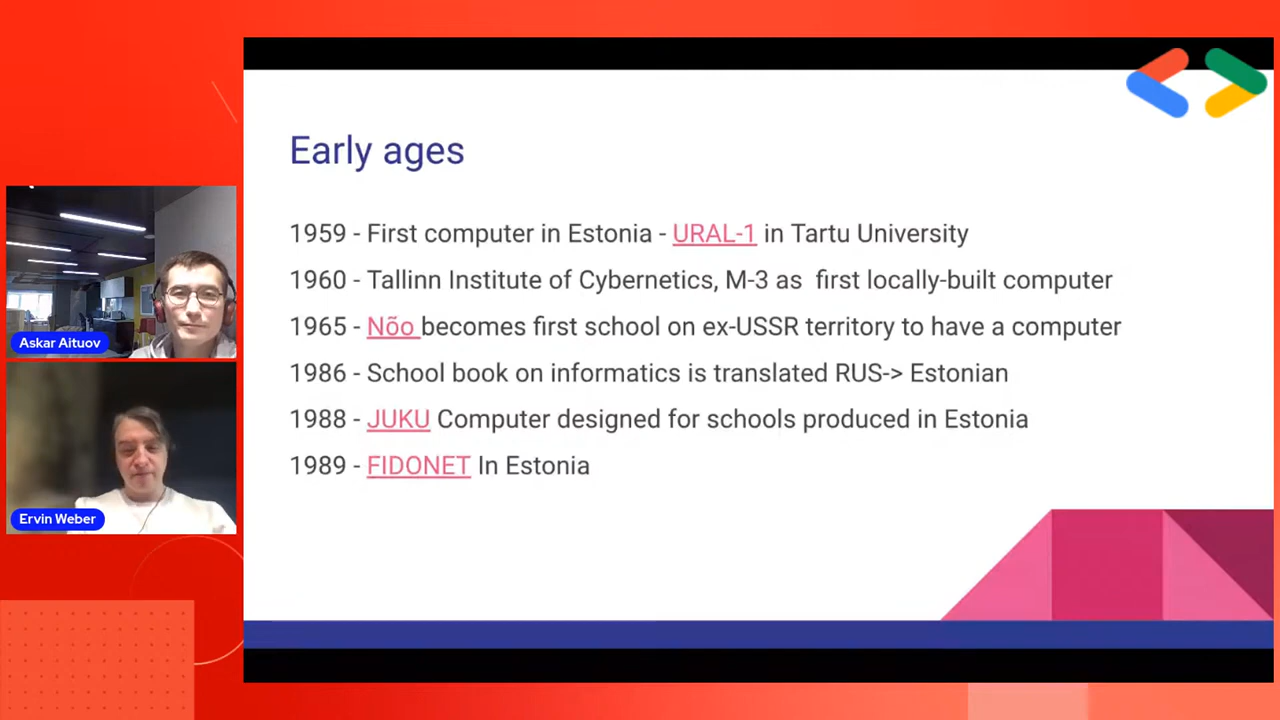 Early ages
1959 - First computer in Estonia - URAL-1 in Tartu University
1960 - Tallinn Institute of Cybernetics, M-3 as  first locally-built computer
1965 - Nõo becomes first school on ex-USSR territory to have a computer
1986 - School book on informatics is translated RUS-> Estonian
1988 - JUKU Computer designed for schools produced in Estonia
1989 - FIDONET In Estonia
Askar Aituov
Ervin Weber